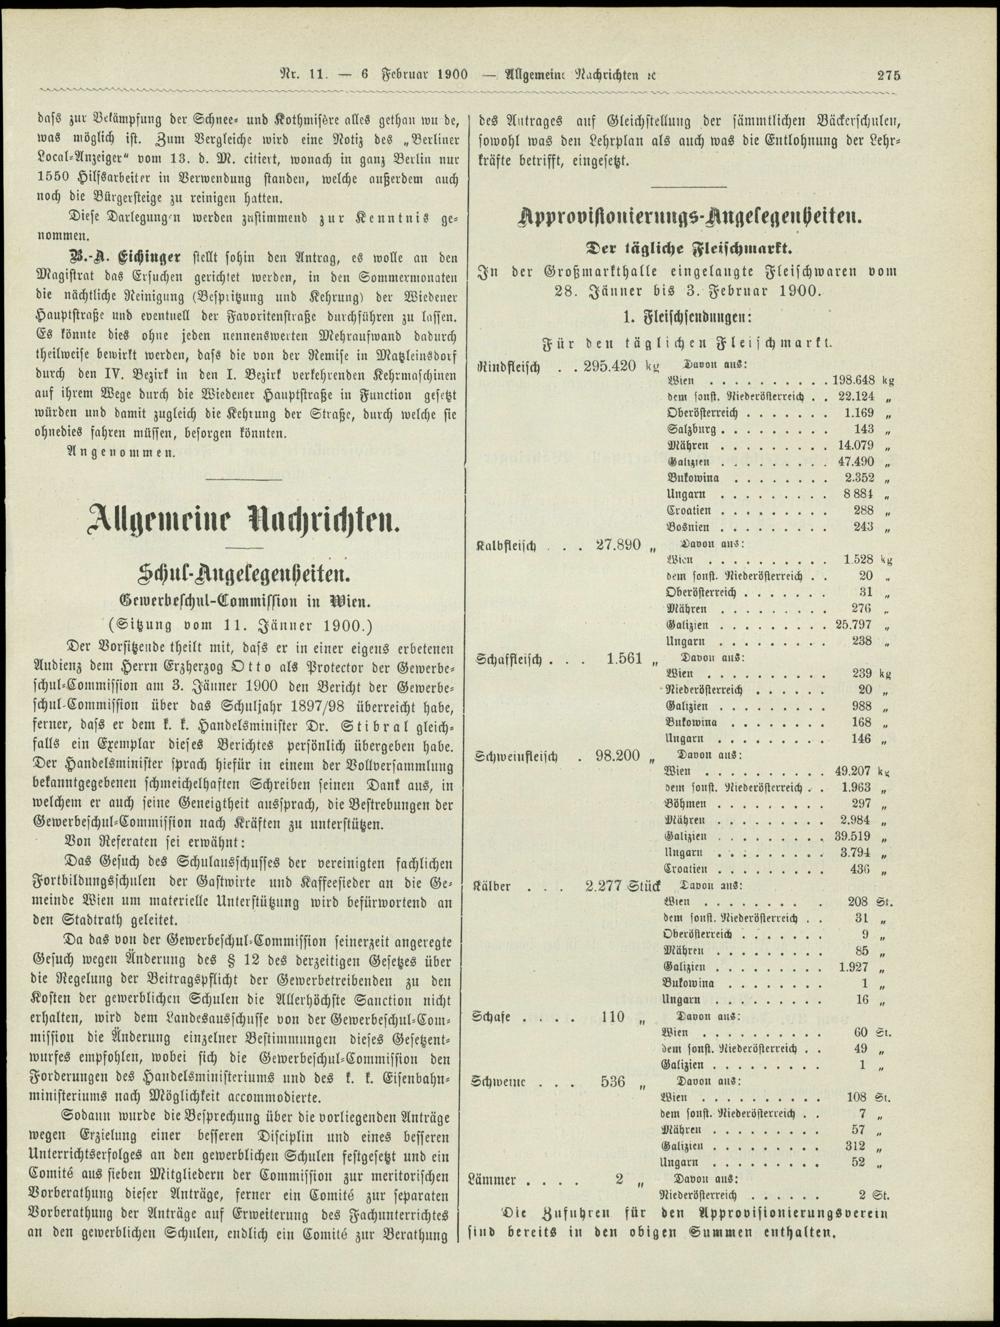 Nr. 11. — 6 Februar 1900 — Allgemeine Nachrichten ꝛc 275
dass zur Bekämpfung der Schnee- und Kothmisère alles gethan wu de,
was möglich ist. Zum Vergleiche wird eine Notiz des „Berliner
Local-Anzeiger“ vom 13. d. M. citiert, wonach in ganz Berlin nur
1550 Hilfsarbeiter in Verwendung standen, welche außerdem auch
noch die Bürgersteige zu reinigen hatten.
Diese Darlegungen werden zustimmend zur Kenntnis ge-
nommen.
B.-A. Eichinger stellt sohin den Antrag, es wolle an den
Magistrat das Ersuchen gerichtet werden, in den Sommermonaten
die nächtliche Reinigung (Bespritzung und Kehrung) der Wiedener
Hauptstraße und eventuell der Favoritenstraße durchführen zu lassen.
Es könnte dies ohne jeden nennenswerten Mehraufwand dadurch
theilweise bewirkt werden, dass die von der Remise in Matzleinsdorf
durch den IV. Bezirk in den I. Bezirk verkehrenden Kehrmaschinen
auf ihrem Wege durch die Wiedener Hauptstraße in Function gesetzt
würden und damit zugleich die Kehrung der Straße, durch welche sie
ohnedies fahren müssen, besorgen könnten.
Angenommen.
Allgemeine Nachrichten.
Schul-Angelegenheiten.
Gewerbeschul-Commission in Wien.
(Sitzung vom 11. Jänner 1900.)
Der Vorsitzende theilt mit, dass er in einer eigens erbetenen
Audienz dem Herrn Erzherzog Otto als Protector der Gewerbe-
schul-Commission am 3. Jänner 1900 den Bericht der Gewerbe-
schul-Commission über das Schuljahr 1897/98 überreicht habe,
ferner, dass er dem k. k. Handelsminister Dr. Stibral gleich-
falls ein Exemplar dieses Berichtes persönlich übergeben habe.
Der Handelsminister sprach hiefür in einem der Vollversammlung
bekanntgegebenen schmeichelhaften Schreiben seinen Dank aus, in
welchem er auch seine Geneigtheit aussprach, die Bestrebungen der
Gewerbeschul-Commission nach Kräften zu unterstützen.
Von Referaten sei erwähnt:
Das Gesuch des Schulausschusses der vereinigten fachlichen
Fortbildungsschulen der Gastwirte und Kaffeesieder an die Ge-
meinde Wien um materielle Unterstützung wird befürwortend an
den Stadtrath geleitet.
Da das von der Gewerbeschul-Commission seinerzeit angeregte
Gesuch wegen Änderung des § 12 des derzeitigen Gesetzes über
die Regelung der Beitragspflicht der Gewerbetreibenden zu den
Kosten der gewerblichen Schulen die Allerhöchste Sanction nicht
erhalten, wird dem Landesausschusse von der Gewerbeschul-Com-
mission die Änderung einzelner Bestimmungen dieses Gesetzent-
wurfes empfohlen, wobei sich die Gewerbeschul-Commission den
Forderungen des Handelsministeriums und des k. k. Eisenbahn-
ministeriums nach Möglichkeit accommodierte.
Sodann wurde die Besprechung über die vorliegenden Anträge
wegen Erzielung einer besseren Disciplin und eines besseren
Unterrichtserfolges an den gewerblichen Schulen festgesetzt und ein
Comité aus sieben Mitgliedern der Commission zur meritorischen
Vorberathung dieser Anträge, ferner ein Comité zur separaten
Vorberathung der Anträge auf Erweiterung des Fachunterrichtes
an den gewerblichen Schulen, endlich ein Comité zur Berathung
des Antrages auf Gleichstellung der sämmtlichen Bäckerschulen,
sowohl was den Lehrplan als auch was die Entlohnung der Lehr-
kräfte betrifft, eingesetzt.
Approvisionierungs-Angelegenheiten.
Der tägliche Fleischmarkt.
In der Großmarkthalle eingelangte Fleischwaren vom
28. Jänner bis 3. Februar 1900.
1. Fleischsendungen:
Für den täglichen Fleischmarkt.
Rindfleisch . . 295.420 kg Davon aus:
Wien . . . . . . . . . . 198.648 kg
dem sonst. Niederösterreich . . 22.124 „
Oberösterreich . . . . . . . 1.169 „
Salzburg . . . . . . . . . 143 „
Mähren . . . . . . . . . 14.079 „
Galizien . . . . . . . . . 47.490 „
Bukowina . . . . . . . . 2.352 „
Ungarn . . . . . . . . . 8 884 „
Croatien . . . . . . . . . 288 „
Bosnien . . . . . . . . . 243 „
Kalbfleisch . . . 27.890 „ Davon aus:
Wien . . . . . . . . . . 1.528 kg
dem sonst. Niederösterreich . . 20 „
Oberösterreich . . . . . . . 31 „
Mähren . . . . . . . . . 276 „
Galizien . . . . . . . . . 25.797 „
Ungarn . . . . . . . . . 238 „
Schaffleisch . . . 1.561 „ Davon aus:
Wien . . . . . . . . . . 239 kg
Niederösterreich . . . . . . 20 „
Galizien . . . . . . . . . 988 „
Bukowina . . . . . . . . 168 „
Ungarn . . . . . . . . . 146 „
Schweinfleisch . 98.200 „ Davon aus:
Wien . . . . . . . . . . 49.207 kg
dem sonst. Niederösterreich . . 1.963 „
Böhmen . . . . . . . . . 297 „
Mähren . . . . . . . . . 2.984 „
Galizien . . . . . . . . . 39.519 „
Ungarn . . . . . . . . . 3.794 „
Croatien . . . . . . . . . 436 „
Kälber . . . 2.277 Stück Davon aus:
Wien . . . . . . . . . . 208 St.
dem sonst. Niederösterreich . . 31 „
Oberösterreich . . . . . . . 9 „
Mähren . . . . . . . . . 85 „
Galizien . . . . . . . . . 1.927 „
Bukowina . . . . . . . . 1 „
Ungarn . . . . . . . . . 16 „
Schafe . . . . 110 „ Davon aus:
Wien . . . . . . . . . . 60 St.
dem sonst. Niederösterreich . . 49 „
Galizien . . . . . . . . . 1 „
Schweine . . . 536 „ Davon aus:
Wien . . . . . . . . . . 108 St.
dem sonst. Niederösterreich . . 7 „
Mähren . . . . . . . . . 57 „
Galizien . . . . . . . . . 312 „
Ungarn . . . . . . . . . 52 „
Lämmer . . . . 2 „ Davon aus:
Niederösterreich . . . . . . 2 St.
Die Zufuhren für den Approvisionierungsverein
sind bereits in den obigen Summen enthalten.